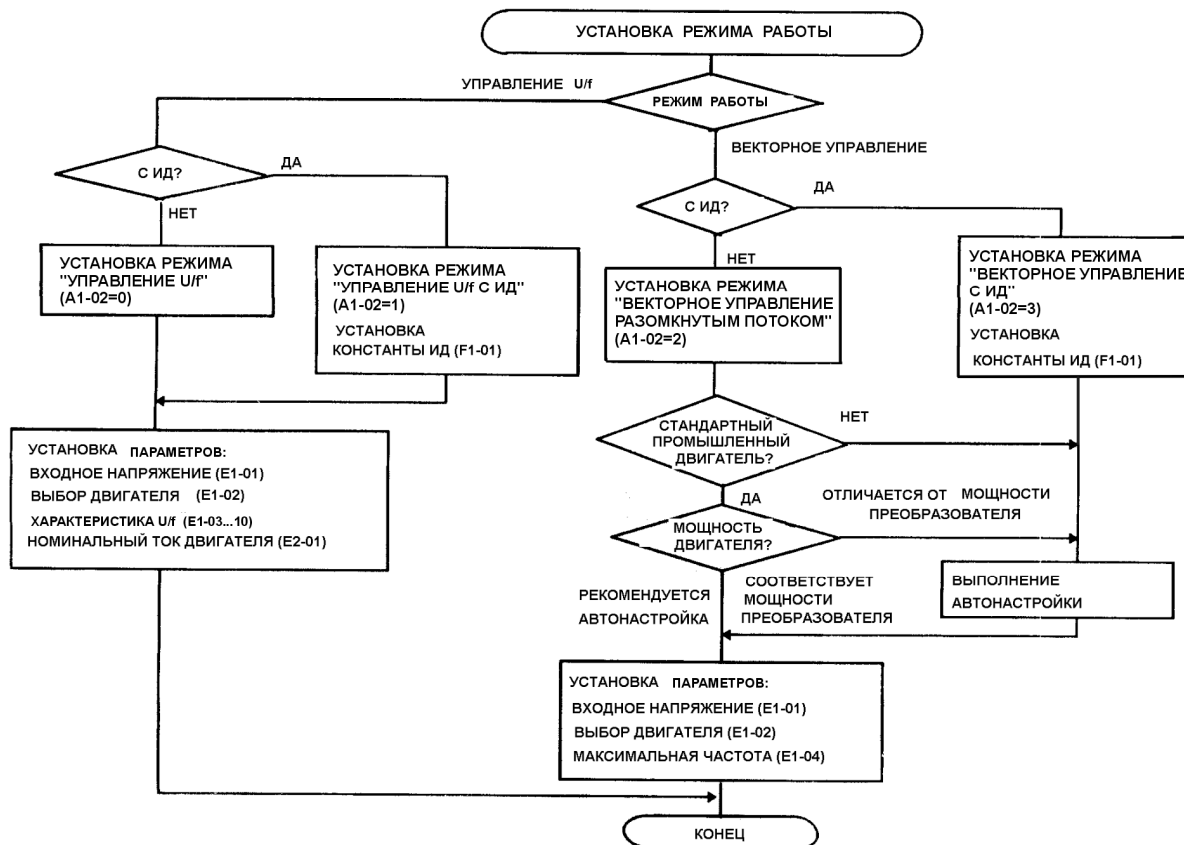 УСТАНОВКА РЕЖИМА РАБОТЫ
УПРАВЛЕНИЕ U/f
РЕЖИМ РАБОТЫ
ВЕКТОРНОЕ УПРАВЛЕНИЕ
С ИД?
ДА
НЕТ
УСТАНОВКА РЕЖИМА
"УПРАВЛЕНИЕ U/f"
(A1-02=0)
УСТАНОВКА РЕЖИМА
"УПРАВЛЕНИЕ U/f С ИД"
(A1-02=1)
УСТАНОВКА
КОНСТАНТЫ ИД (F1-01)
С ИД?
ДА
НЕТ
УСТАНОВКА РЕЖИМА
"ВЕКТОРНОЕ УПРАВЛЕНИЕ
РАЗОМКНУТЫМ ПОТОКОМ"
(A1-02=2)
УСТАНОВКА РЕЖИМА
"ВЕКТОРНОЕ УПРАВЛЕНИЕ
С ИД"
(A1-02=3)
УСТАНОВКА
КОНСТАНТЫ ИД (F1-01)
УСТАНОВКА ПАРАМЕТРОВ:
ВХОДНОЕ НАПРЯЖЕНИЕ (E1-01)
ВЫБОР ДВИГАТЕЛЯ (E1-02)
ХАРАКТЕРИСТИКА U/f (E1-03...10)
НОМИНАЛЬНЫЙ ТОК ДВИГАТЕЛЯ (E2-01)
СТАНДАРТНЫЙ
ПРОМЫШЛЕННЫЙ
ДВИГАТЕЛЬ?
НЕТ
ДА
МОЩНОСТЬ
ДВИГАТЕЛЯ?
ОТЛИЧАЕТСЯ ОТ МОЩНОСТИ
ПРЕОБРАЗОВАТЕЛЯ
РЕКОМЕНДУЕТСЯ
АВТОНАСТРОЙКА
СООТВЕТСТВУЕТ
МОЩНОСТИ
ПРЕОБРАЗОВАТЕЛЯ
ВЫПОЛНЕНИЕ
АВТОНАСТРОЙКИ
УСТАНОВКА ПАРАМЕТРОВ:
ВХОДНОЕ НАПРЯЖЕНИЕ (E1-01)
ВЫБОР ДВИГАТЕЛЯ (E1-02)
МАКСИМАЛЬНАЯ ЧАСТОТА (E1-04)
КОНЕЦ